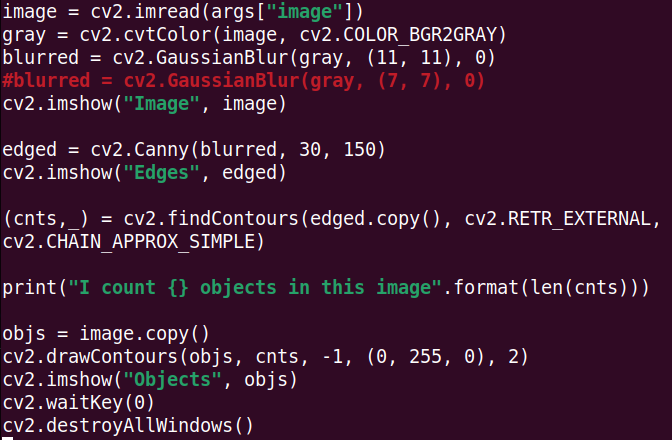 image = cv2.imread(args["image"])
gray = cv2.cvtColor(image, cv2.COLOR_BGR2GRAY)
blurred = cv2.GaussianBlur(gray, (11, 11), 0)
#blurred = cv2.GaussianBlur(gray, (7, 7), 0)
cv2.imshow("Image", image)

edged = cv2.Canny(blurred, 30, 150)
cv2.imshow("Edges", edged)

(cnts,_) = cv2.findContours(edged.copy(), cv2.RETR_EXTERNAL,
cv2.CHAIN_APPROX_SIMPLE)

print("I count {} objects in this image".format(len(cnts)))

objs = image.copy()
cv2.drawContours(objs, cnts, -1, (0, 255, 0), 2)
cv2.imshow("Objects", objs)
cv2.waitKey(0)
cv2.destroyAllWindows()